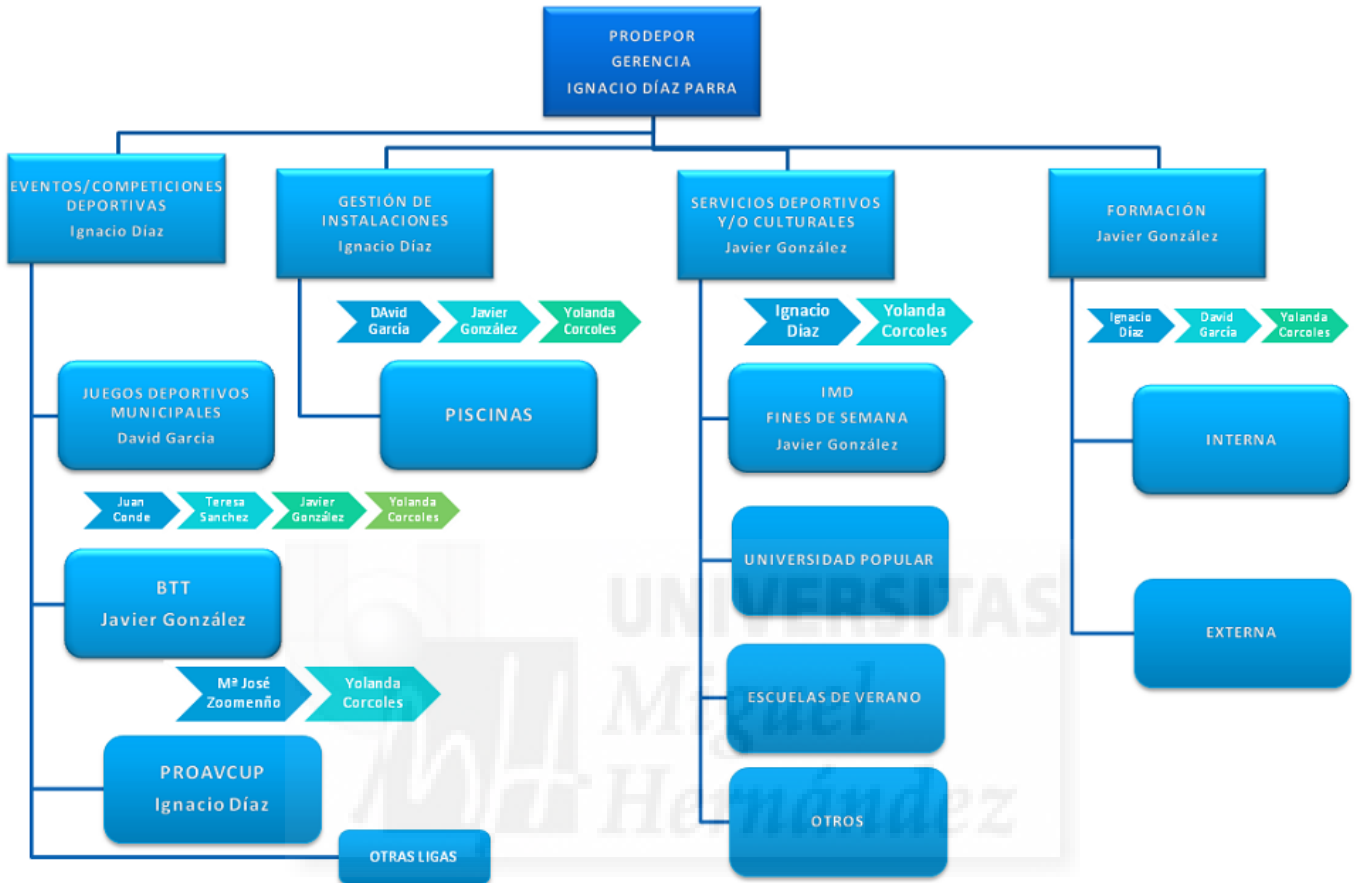 PRODEPOR
GERENCIA
IGNACIO DÍAZ PARRA
EVENTOS/COMPETICIONES
DEPORTIVAS
Ignacio Díaz
GESTIÓN DE
INSTALACIONES
Ignacio Díaz
SERVICIOS DEPORTIVOS
Y/O CULTURALES
Javier González
FORMACIÓN
Javier González
DAvid
García
Javier
González
Yolanda
Corcoles
Ignacio
Diaz
Yolanda
Corcoles
Ignacio
Díaz
David
García
Yolanda
Corcoles
JUEGOS DEPORTIVOS
MUNICIPALES
David Garcia
PISCINAS
IMD
FINES DE SEMANA
Javier González
INTERNA
Juan
Conde
Teresa
Sanchez
Javier
González
Yolanda
Corcoles
BTT
Javier González
UNIVERSIDAD POPULAR
EXTERNA
Mª José
Zoomenño
Yolanda
Corcoles
ESCUELAS DE VERANO
PROAVCUP
Ignacio Díaz
OTROS
OTRAS LIGAS
UNIVERSITAS
Miguel
Hernández